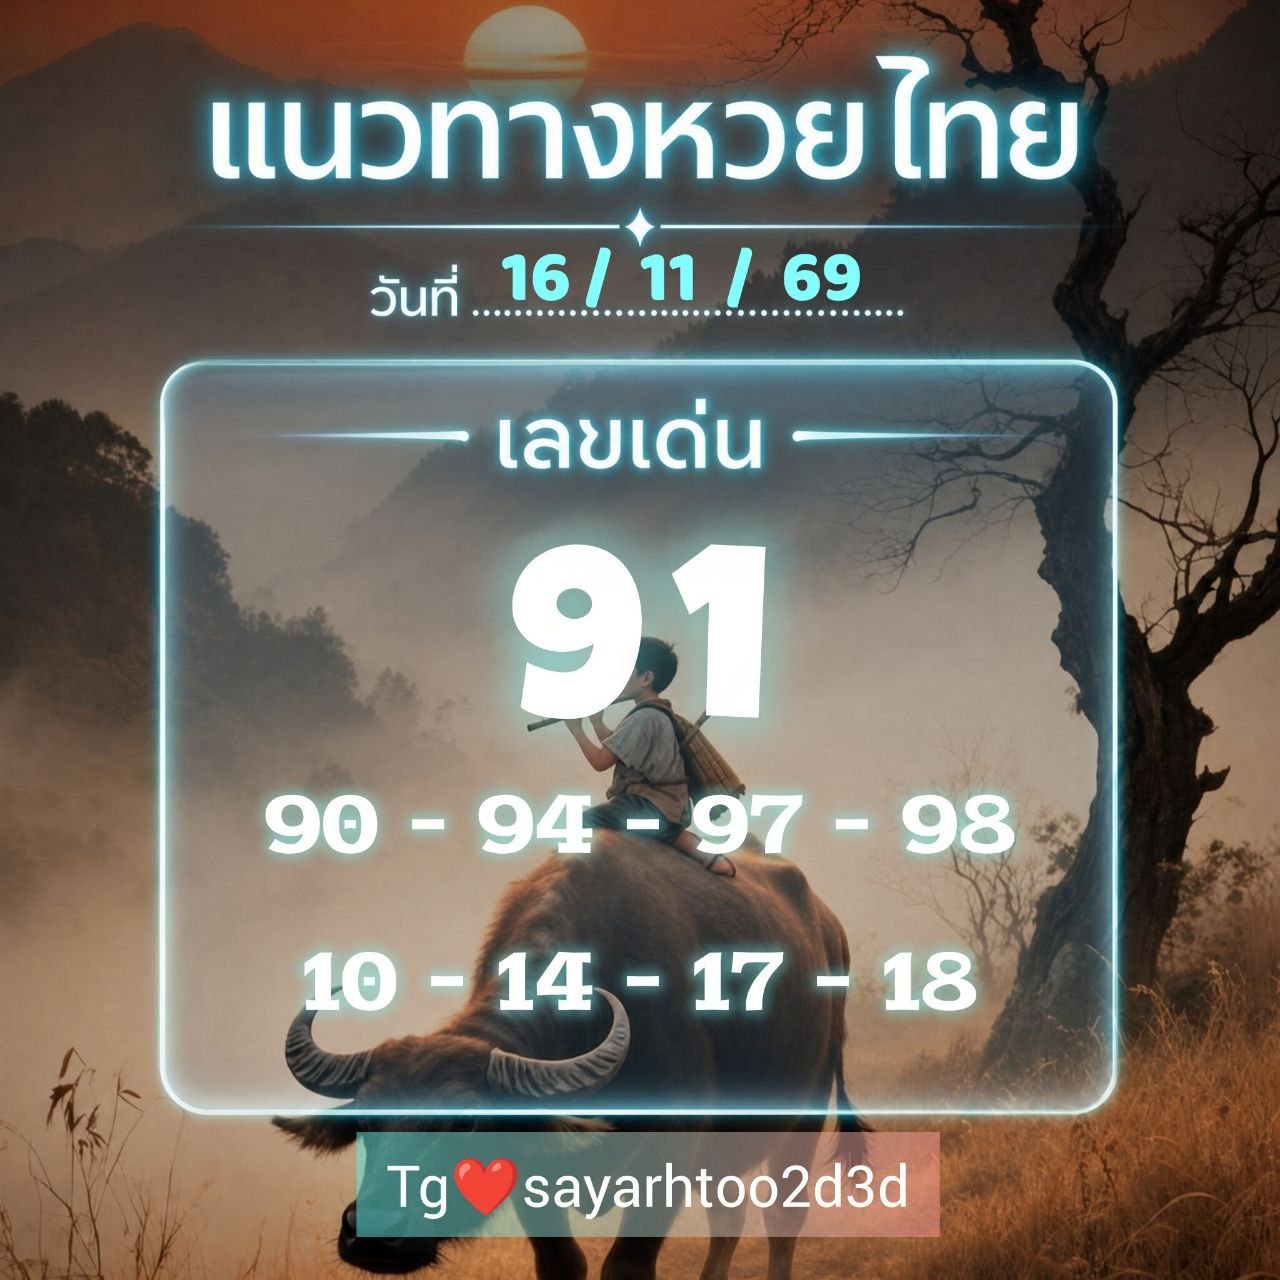 แนวทางหวยไทย
วันที่ 16 / 11 / 69
เลขเด่น
91
90 - 94 - 97 - 98
10 - 14 - 17 - 18
Tg❤️sayarhtoo2d3d